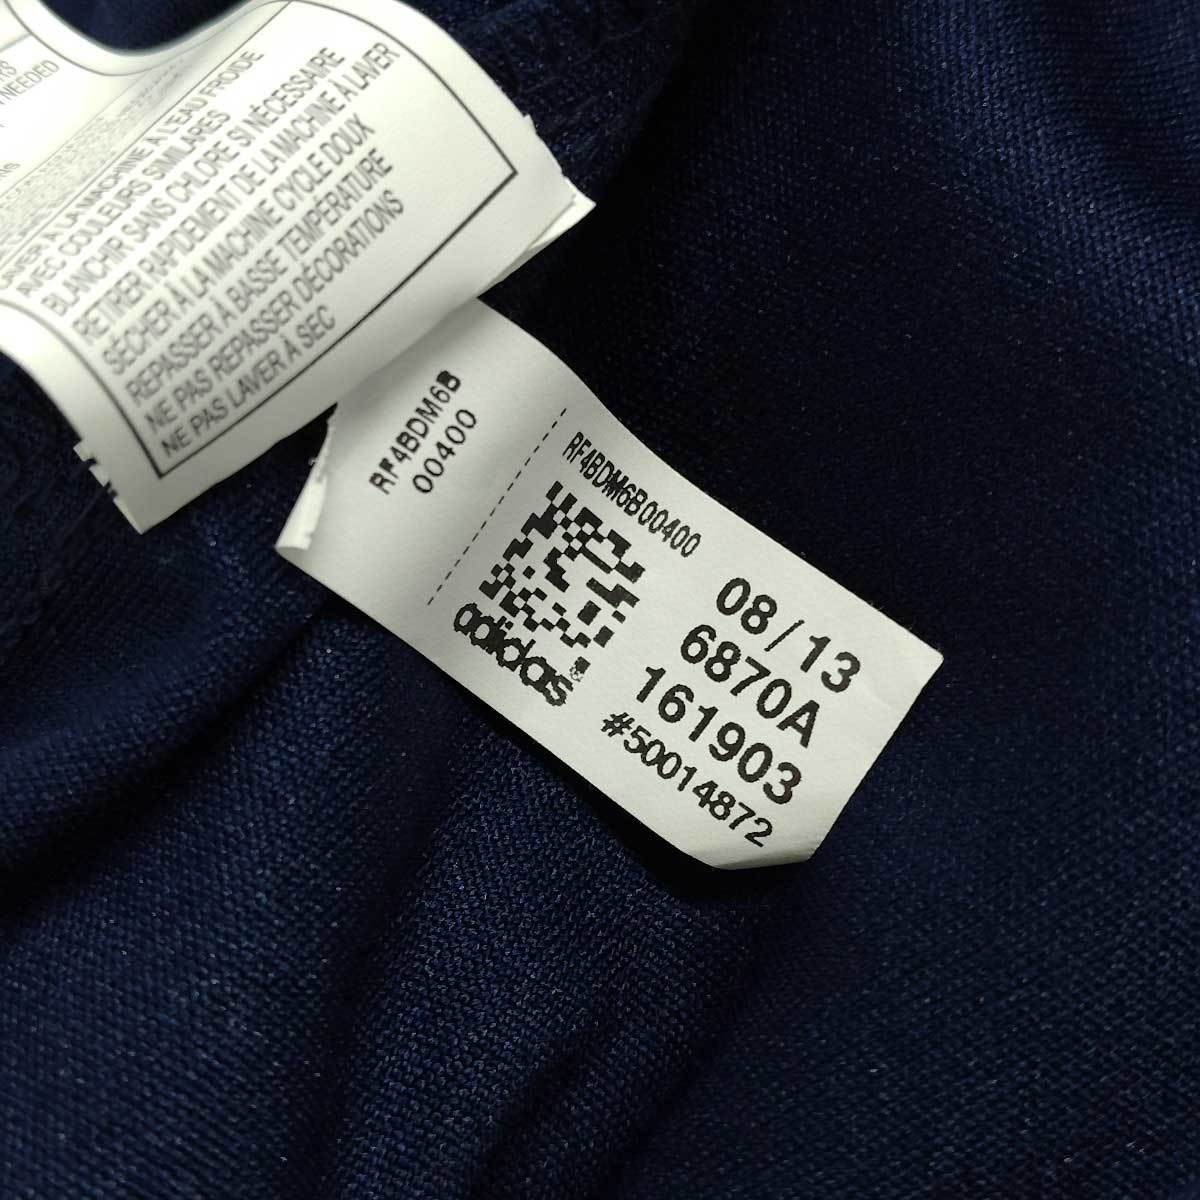 NEEDED
LAVER À LA MACHINE À L'EAU FROIDE
AVEC COULEURS SIMILAIRES
BLANCHIR SANS CHLORE SI NÉCESSAIRE
RETIRER RAPIDEMENT DE LA MACHINE À LAVER
SÉCHER À LA MACHINE CYCLE DOUX
REPASSER À BASSE TEMPÉRATURE
NE PAS REPASSER DÉCORATIONS
NE PAS LAVER À SEC
RF4BDM6B
00400
RF4BDM6B00400
adidas
08/13
6870A
161903
#50014872